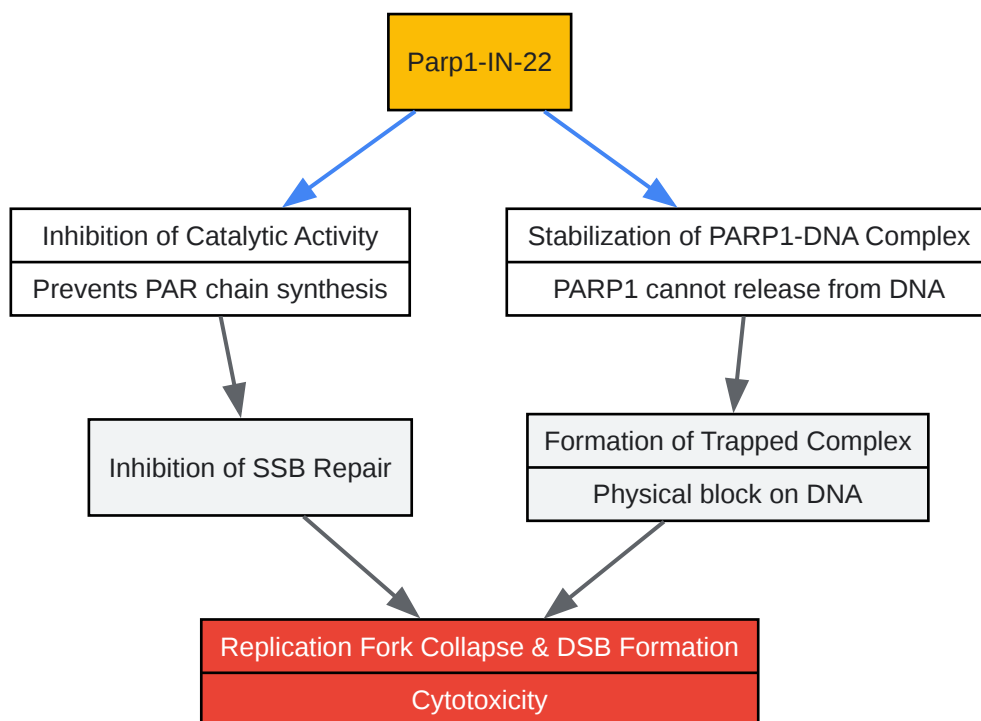 Parp1-IN-22
Inhibition of Catalytic Activity
Prevents PAR chain synthesis
Stabilization of PARP1-DNA Complex
PARP1 cannot release from DNA
Inhibition of SSB Repair
Formation of Trapped Complex
Physical block on DNA
Replication Fork Collapse & DSB Formation
Cytotoxicity